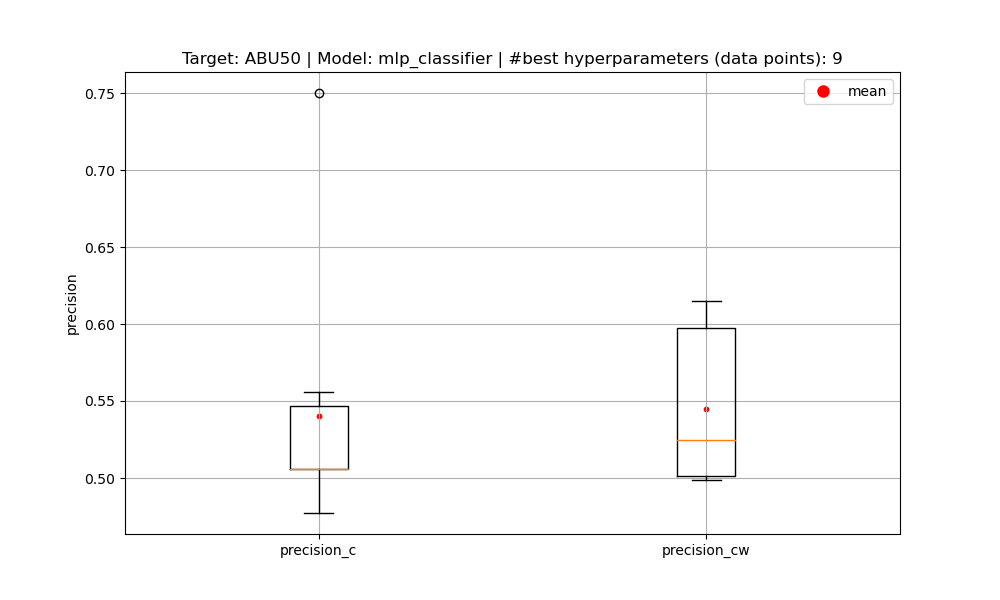 Target: ABU50 | Model: mlp_classifier | #best hyperparameters (data points): 9
mean
0.75
0.70
0.65
0.60
0.55
0.50
precision
precision_c
precision_cw